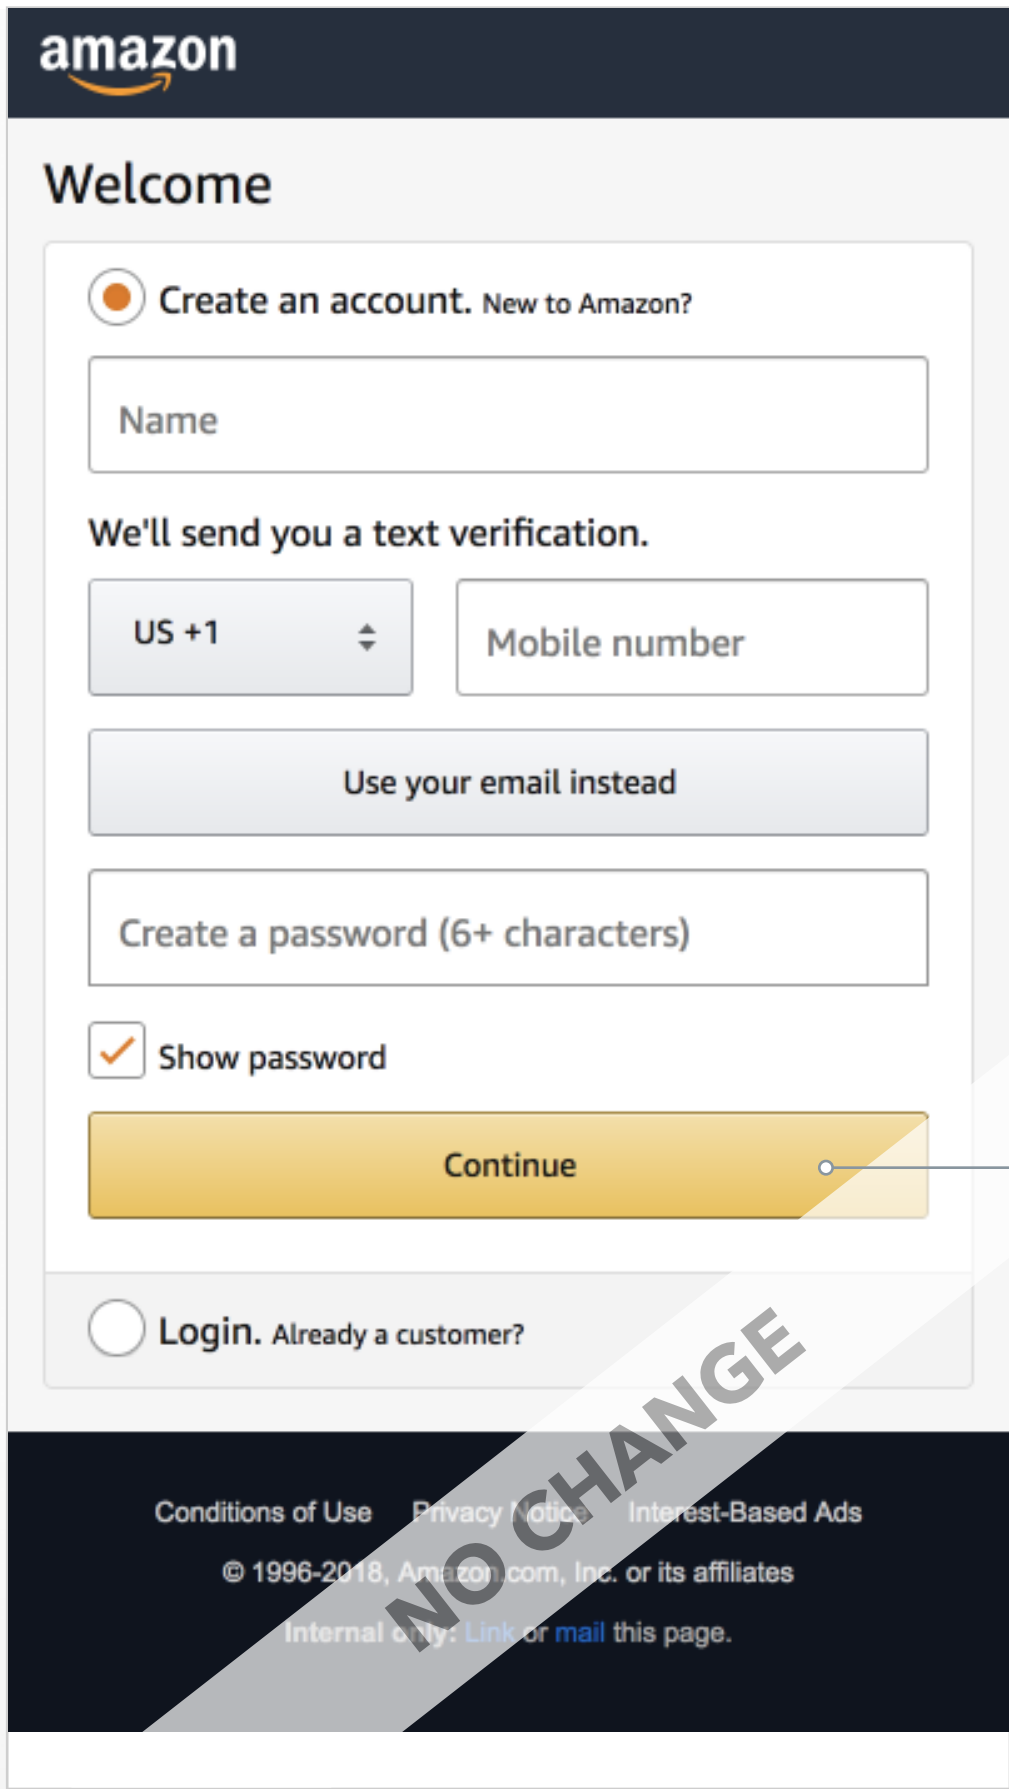 amazon
Welcome
Create an account. New to Amazon?
Name
We'll send you a text verification.
US +1
Mobile number
Use your email instead
Create a password (6+ characters)
Show password
Continue
Login. Already a customer?
NO CHANGE
Conditions of Use Privacy Notice Interest-Based Ads
© 1996-2018, Amazon.com, Inc. or its affiliates
Internal only: Link or mail this page.